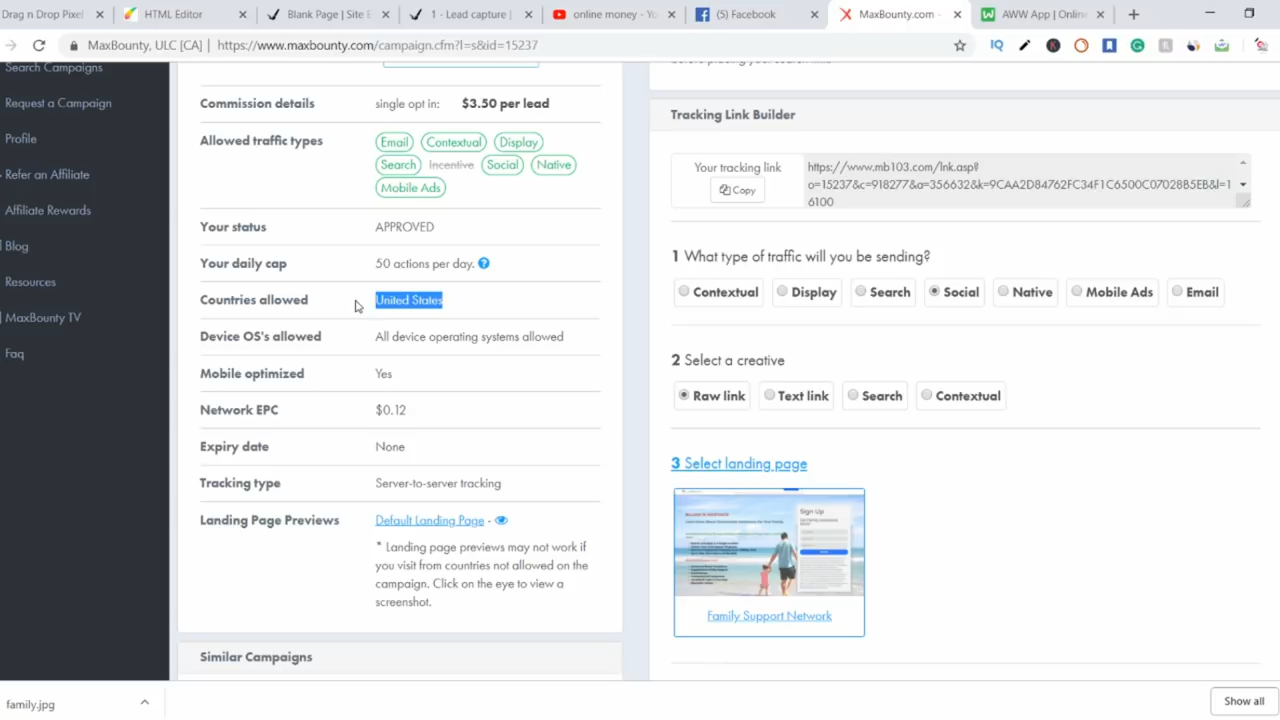 Drag n Drop Pixel
HTML Editor
Blank Page | Site E
1 - Lead capture |
online money - Yo
(5) Facebook
MaxBounty.com -
AWW App | Online
MaxBounty, ULC [CA] | https://www.maxbounty.com/campaign.cfm?l=s&id=15237
Search Campaigns
Request a Campaign
Profile
Refer an Affiliate
Affiliate Rewards
Blog
Resources
MaxBounty TV
Faq
Commission details single opt in: $3.50 per lead
Allowed traffic types Email Contextual Display
Search Incentive Social Native
Mobile Ads
Your status APPROVED
Your daily cap 50 actions per day. ?
Countries allowed United States
Device OS's allowed All device operating systems allowed
Mobile optimized Yes
Network EPC $0.12
Expiry date None
Tracking type Server-to-server tracking
Landing Page Previews Default Landing Page -
* Landing page previews may not work if
you visit from countries not allowed on the
campaign.Click on the eye to view a
screenshot.
Similar Campaigns
Tracking Link Builder
Your tracking link
Copy
https://www.mb103.com/lnk.asp?
o=15237&c=918277&a=356632&k=9CAA2D84762FC34F1C6500C07028B5EB&l=1
6100
1 What type of traffic will you be sending?
Contextual Display Search Social Native Mobile Ads Email
2 Select a creative
Raw link Text link Search Contextual
3 Select landing page
Sign Up
Family Support Network
family.jpg
Show all